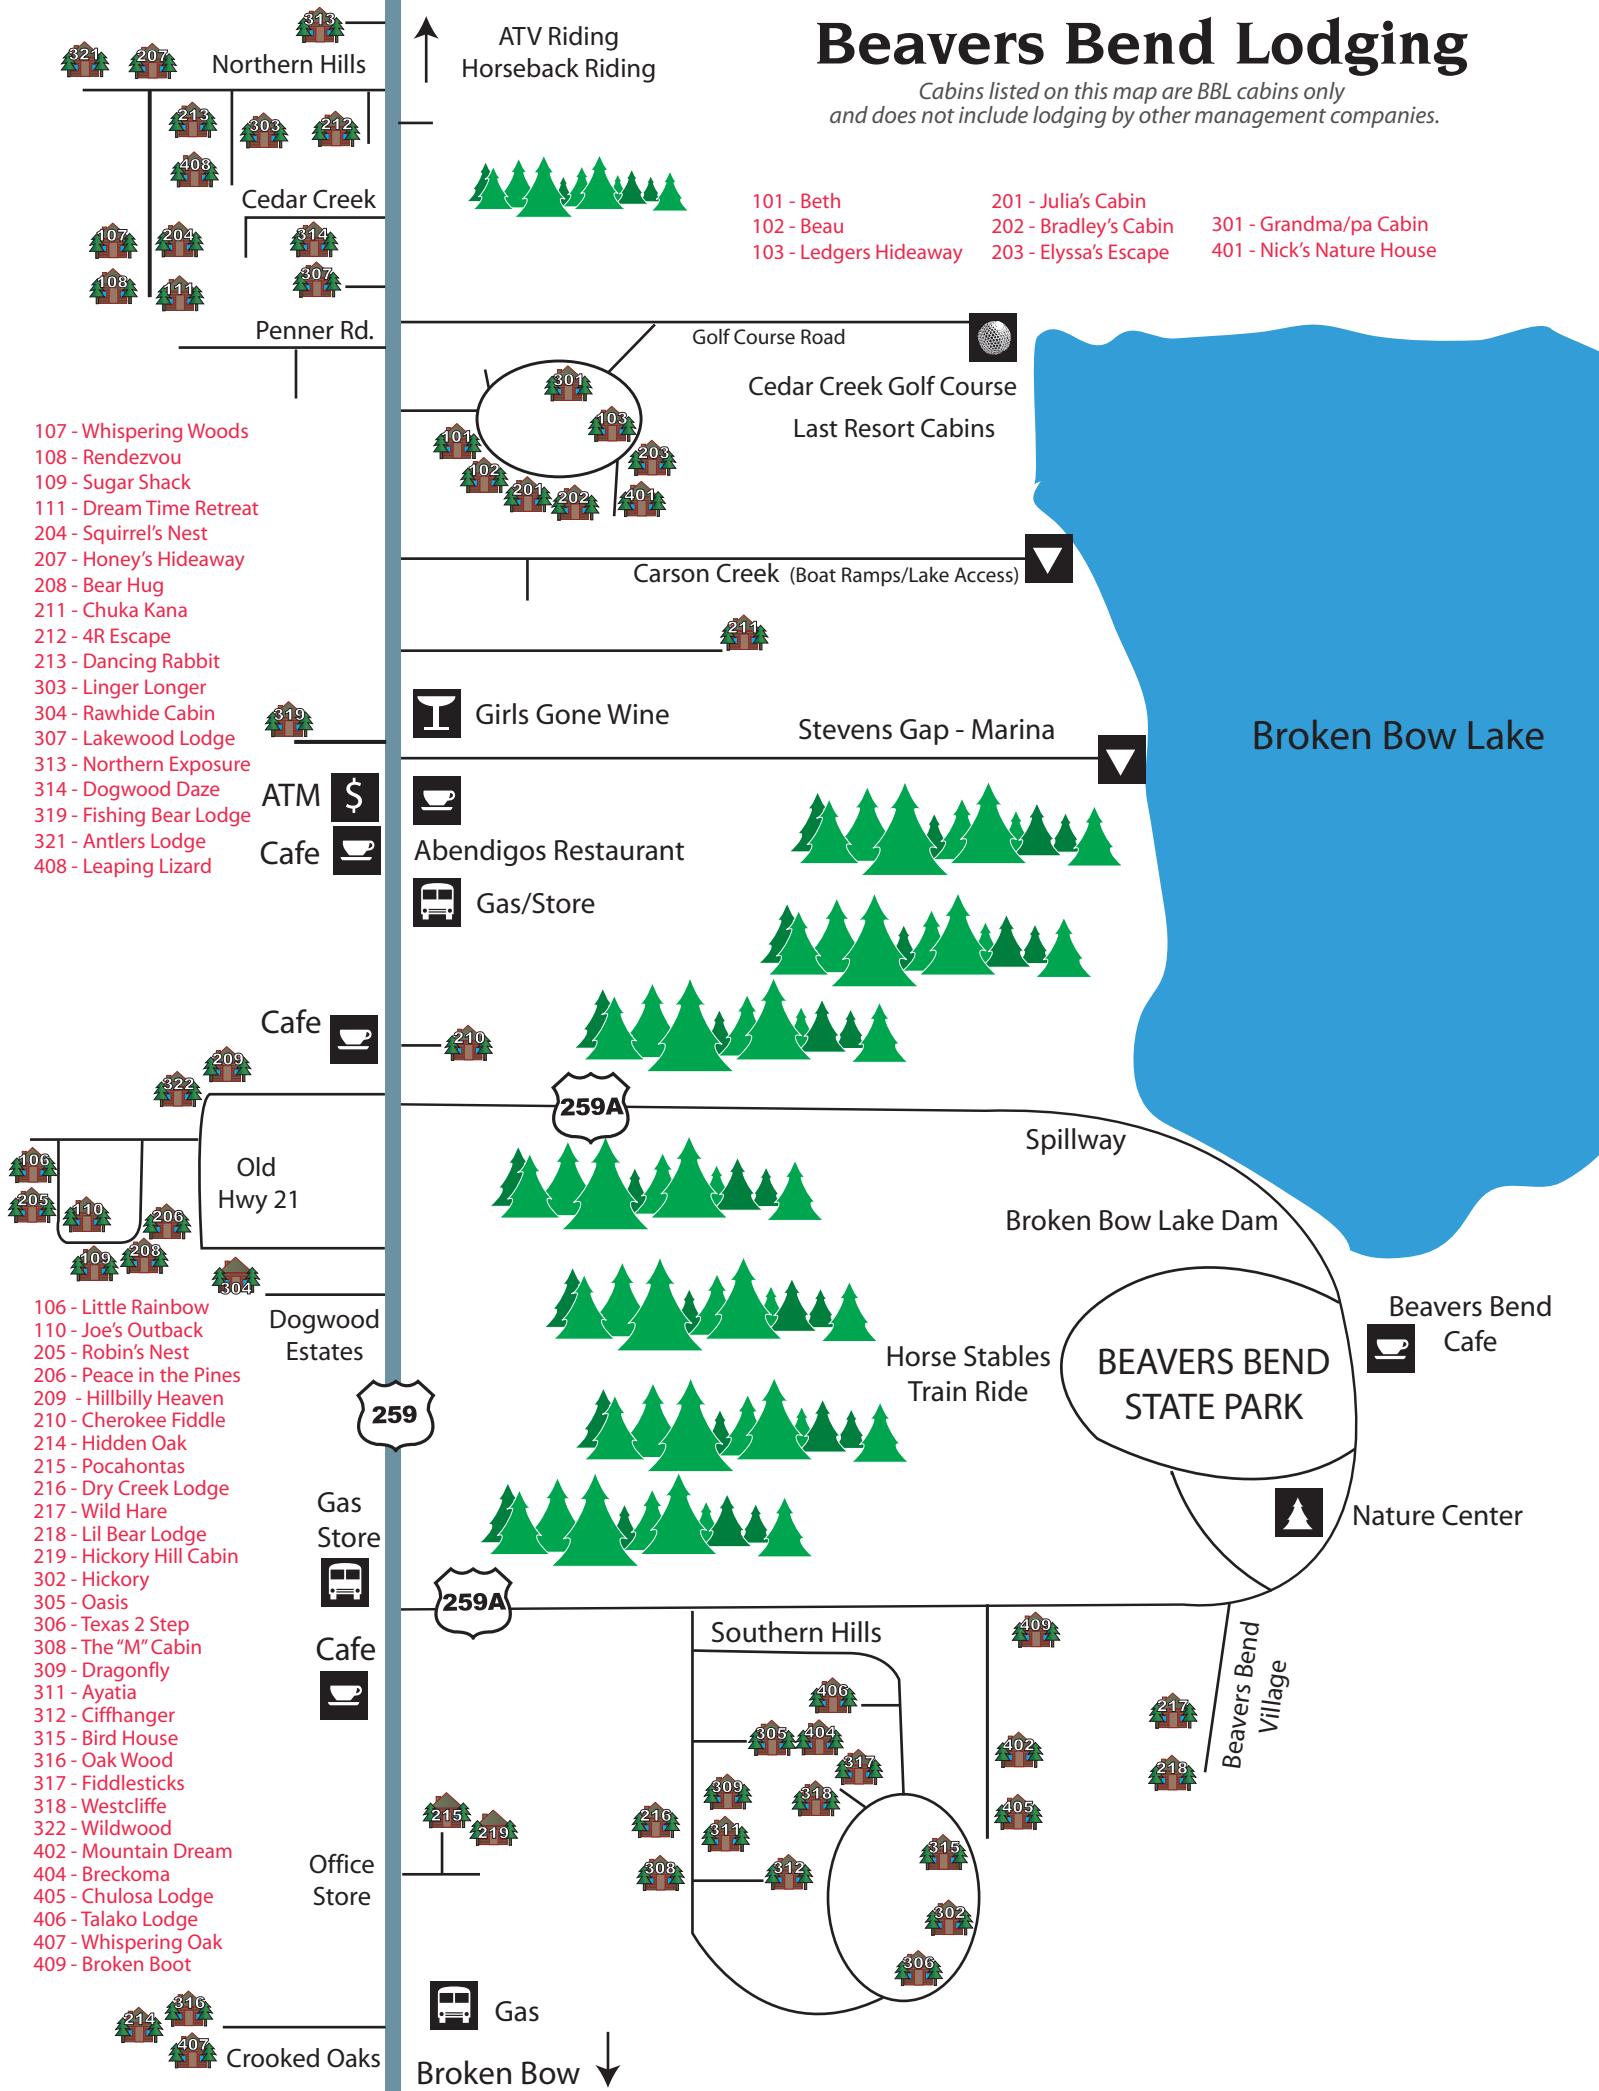 Beavers Bend Lodging
Cabins listed on this map are BBL cabins only
and does not include lodging by other management companies.
313
Northern Hills
321
207
ATV Riding
Horseback Riding
213
303
212
408
Cedar Creek
107
204
314
108
111
307
Penner Rd.
101 - Beth
102 - Beau
103 - Ledgers Hideaway
201 - Julia's Cabin
202 - Bradley's Cabin
203 - Elyssa's Escape
301 - Grandma/pa Cabin
401 - Nick's Nature House
Golf Course Road
Cedar Creek Golf Course
Last Resort Cabins
301
103
101
203
102
201
202
401
Carson Creek (Boat Ramps/Lake Access)
211
107 - Whispering Woods
108 - Rendezvou
109 - Sugar Shack
111 - Dream Time Retreat
204 - Squirrel's Nest
207 - Honey's Hideaway
208 - Bear Hug
211 - Chuka Kana
212 - 4R Escape
213 - Dancing Rabbit
303 - Linger Longer
304 - Rawhide Cabin
307 - Lakewood Lodge
313 - Northern Exposure
314 - Dogwood Daze
319 - Fishing Bear Lodge
321 - Antlers Lodge
408 - Leaping Lizard
319
ATM
$
Cafe
Girls Gone Wine
Stevens Gap - Marina
Broken Bow Lake
Abendigos Restaurant
Gas/Store
Cafe
210
209
322
259A
Spillway
Broken Bow Lake Dam
106
205
110
206
109
208
Old
Hwy 21
304
Dogwood
Estates
259
Horse Stables
Train Ride
BEAVERS BEND
STATE PARK
Beavers Bend
Cafe
Nature Center
106 - Little Rainbow
110 - Joe's Outback
205 - Robin's Nest
206 - Peace in the Pines
209 - Hillbilly Heaven
210 - Cherokee Fiddle
214 - Hidden Oak
215 - Pocahontas
216 - Dry Creek Lodge
217 - Wild Hare
218 - Lil Bear Lodge
219 - Hickory Hill Cabin
302 - Hickory
305 - Oasis
306 - Texas 2 Step
308 - The "M" Cabin
309 - Dragonfly
311 - Ayatia
312 - Ciffhanger
315 - Bird House
316 - Oak Wood
317 - Fiddlesticks
318 - Westcliffe
322 - Wildwood
402 - Mountain Dream
404 - Breckoma
405 - Chulosa Lodge
406 - Talako Lodge
407 - Whispering Oak
409 - Broken Boot
Gas
Store
Cafe
259A
Southern Hills
409
406
305
404
317
309
318
216
311
308
312
315
302
306
402
405
217
218
Beavers Bend
Village
215
219
Office
Store
214
316
407
Crooked Oaks
Gas
Broken Bow